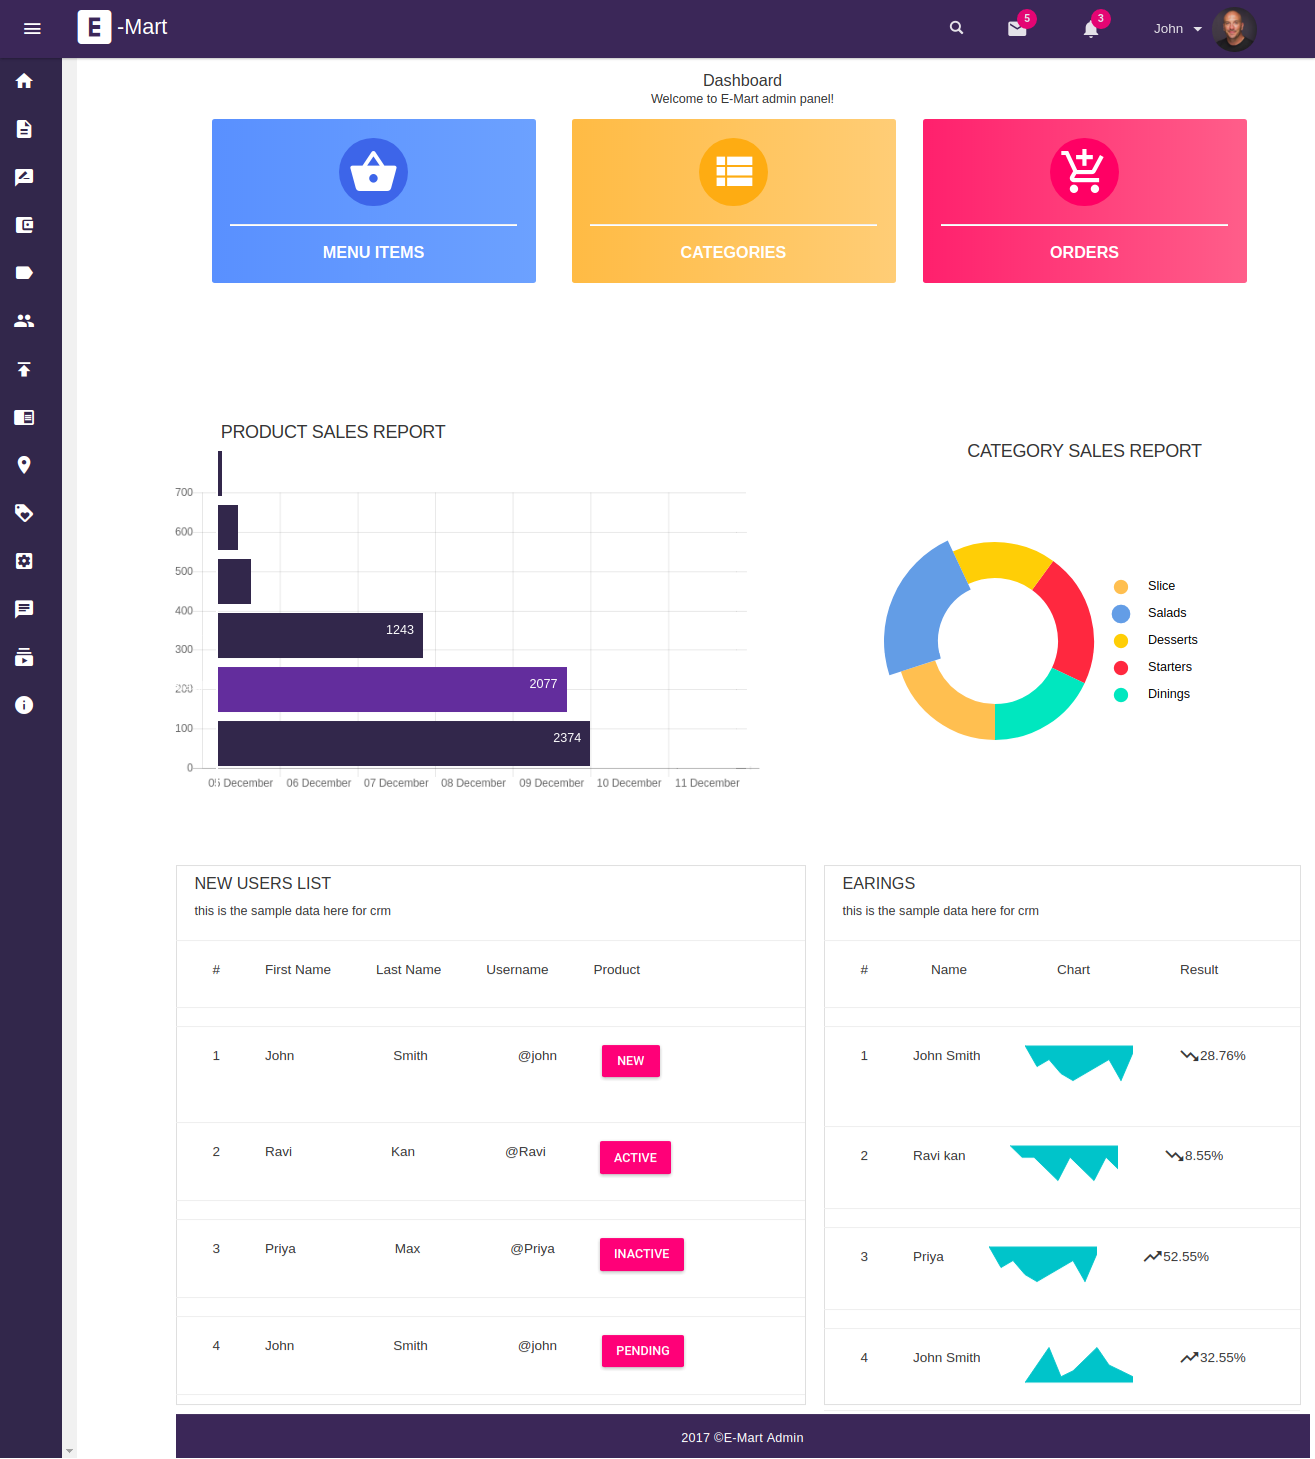 E -Mart
5
3
John
Dashboard
Welcome to E-Mart admin panel!
MENU ITEMS
CATEGORIES
ORDERS
PRODUCT SALES REPORT
CATEGORY SALES REPORT
700
600
500
400
1243
300
2077
200
100
2374
0
05 December 06 December 07 December 08 December 09 December 10 December 11 December
Slice
Salads
Desserts
Starters
Dinings
NEW USERS LIST
this is the sample data here for crm
# First Name Last Name Username Product
1 John Smith @john NEW
2 Ravi Kan @Ravi ACTIVE
3 Priya Max @Priya INACTIVE
4 John Smith @john PENDING
EARINGS
this is the sample data here for crm
# Name Chart Result
1 John Smith 28.76%
2 Ravi kan 8.55%
3 Priya 52.55%
4 John Smith 32.55%
2017 ©E-Mart Admin